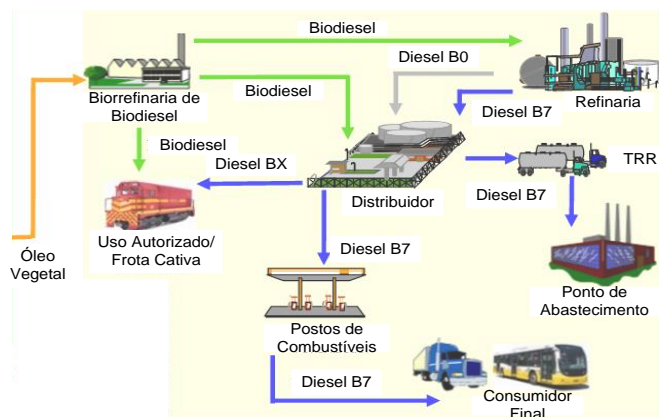 Biodiesel
Diesel B0
Biorrefinaria de
Biodiesel
Biodiesel
Diesel B7
Refinaria
Biodiesel
Diesel BX
TRR
Diesel B7
Distribuidor
Uso Autorizado/
Frota Cativa
Óleo
Vegetal
Diesel B7
Ponto de
Abastecimento
Postos de
Combustíveis
Diesel B7
Consumidor
Final